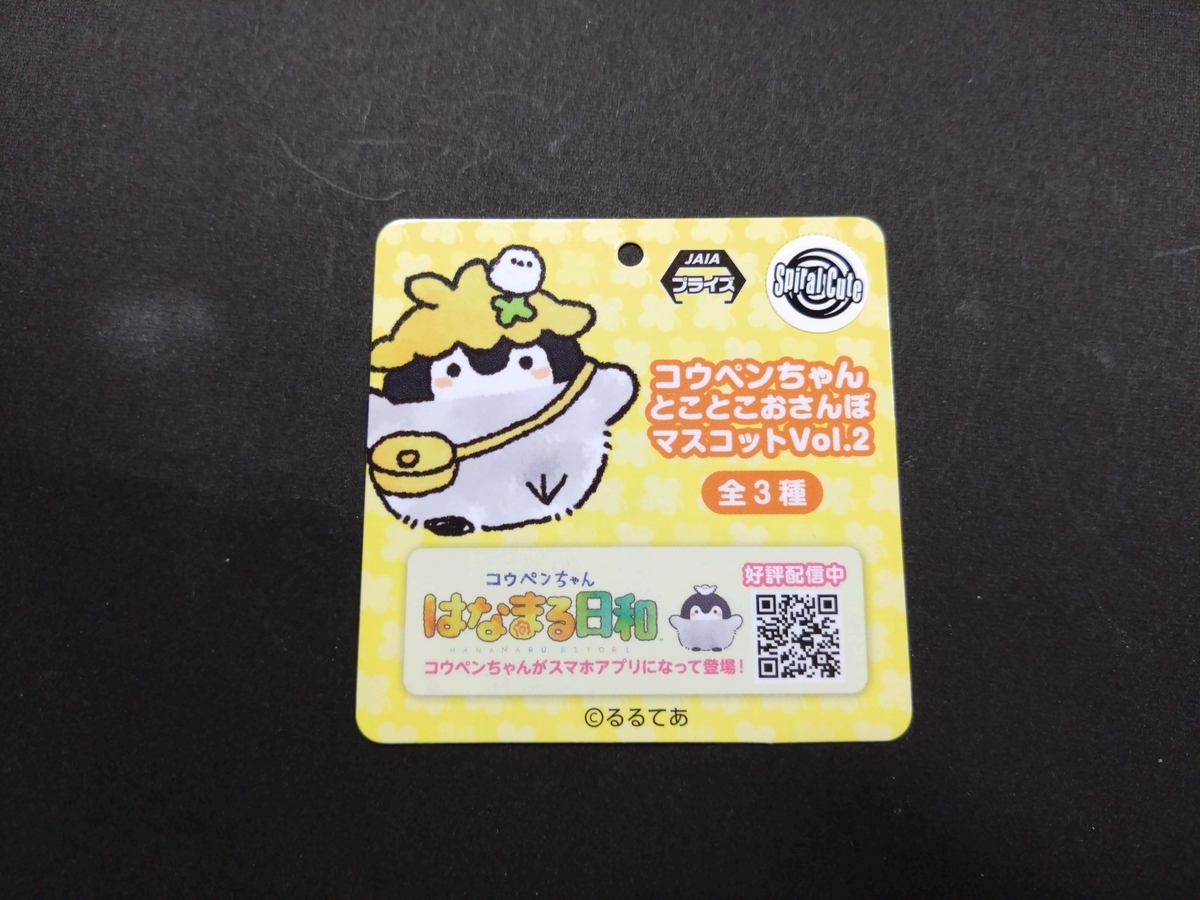 JAIA
プライズ
Spiral Cute
コウペンちゃん
とことこおさんぽ
マスコットVol.2
全3種
コウペンちゃん
はなまる日和
HANAMARU BIYORI
コウペンちゃんがスマホアプリになって登場!
好評配信中
©るるてあ